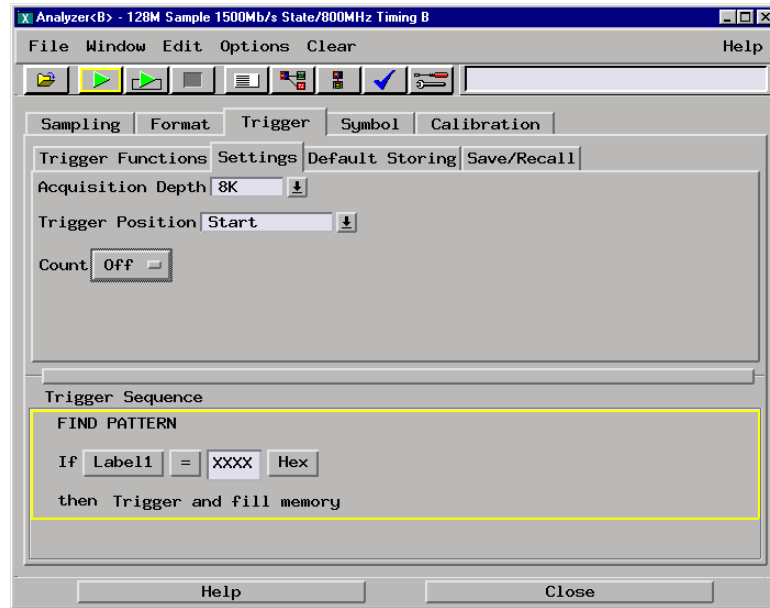 Analyzer<B> - 128M Sample 1500Mb/s State/800MHz Timing B
File Window Edit Options Clear Help
Sampling Format Trigger Symbol Calibration
Trigger Functions Settings Default Storing Save/Recall
Acquisition Depth 8K
Trigger Position Start
Count Off
Trigger Sequence
FIND PATTERN
If Label1 = XXXX Hex
then Trigger and fill memory
Help Close